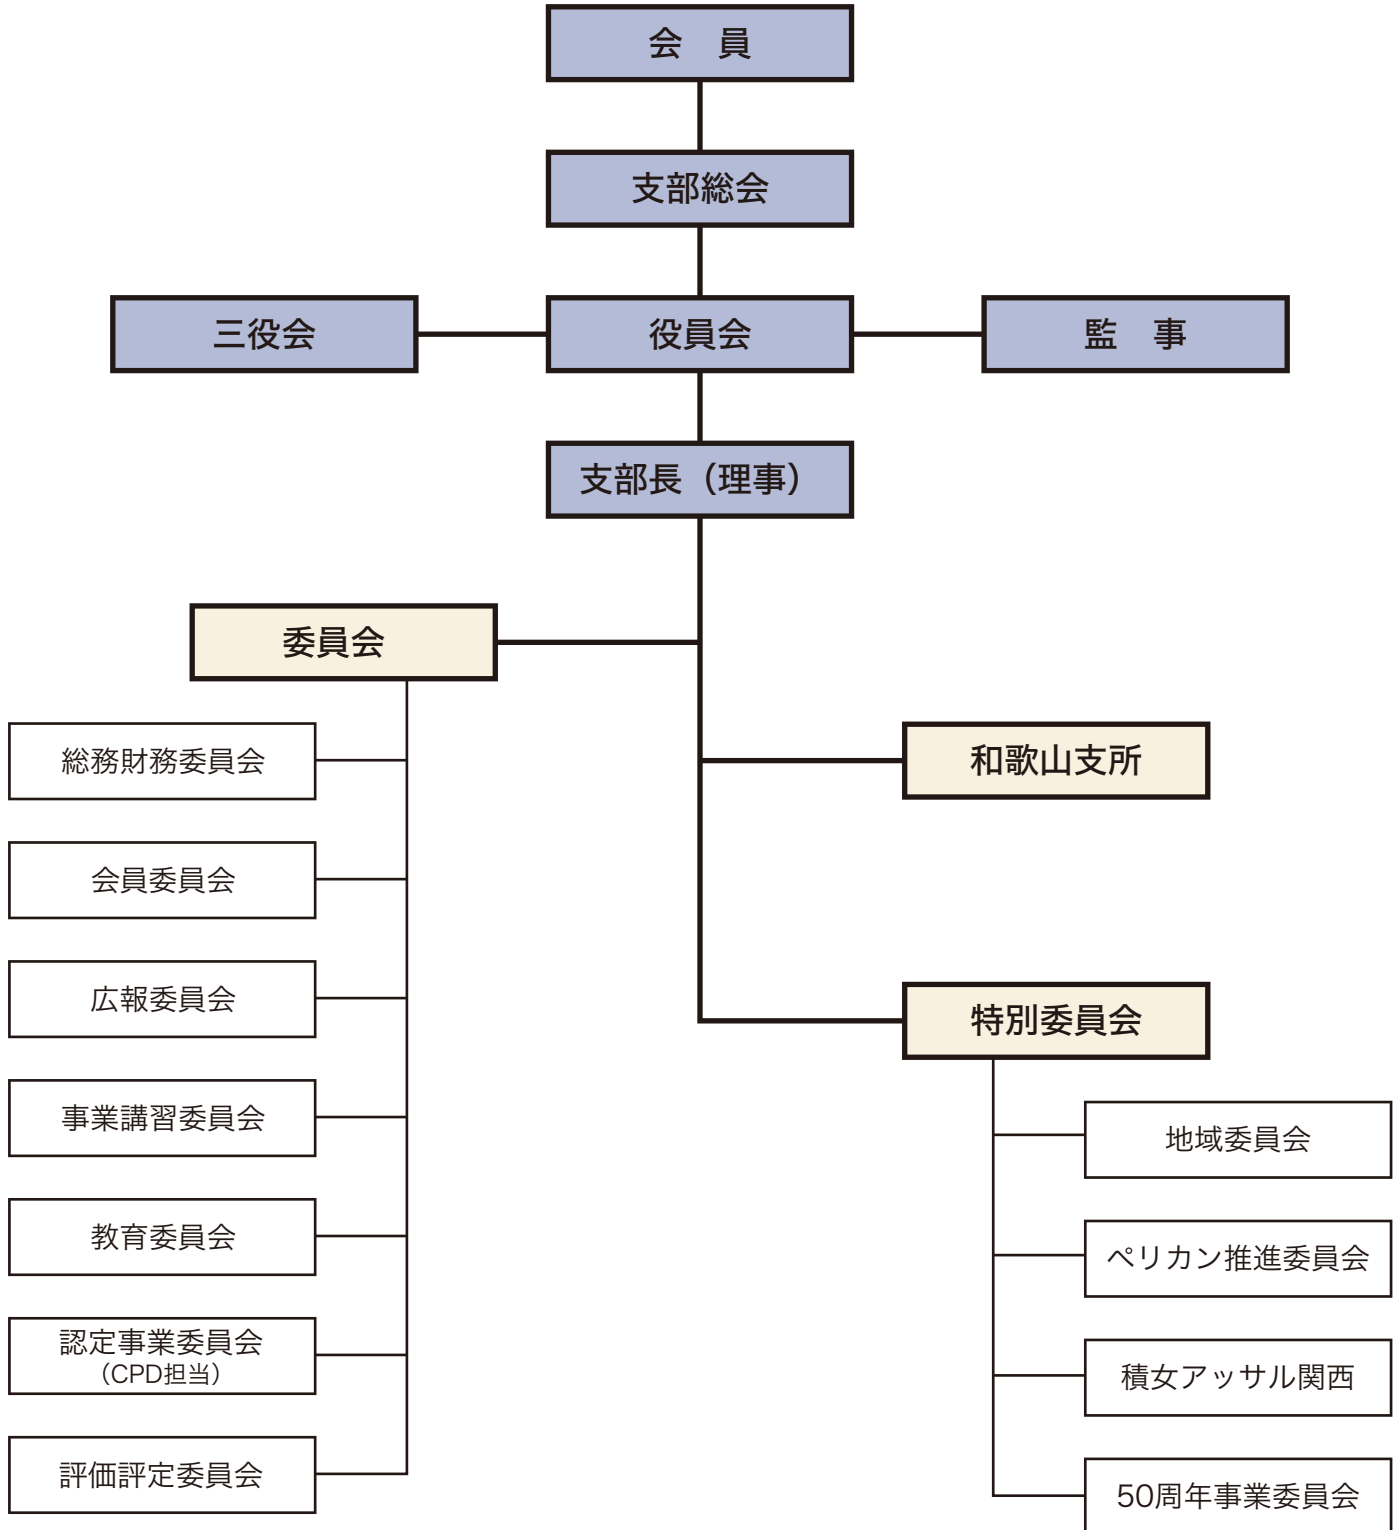 会　員
支部総会
三役会
役員会
監　事
支部長（理事）
委員会
総務財務委員会
会員委員会
広報委員会
事業講習委員会
教育委員会
認定事業委員会
（CPD担当）
評価評定委員会
和歌山支所
特別委員会
地域委員会
ペリカン推進委員会
積女アッサル関西
50周年事業委員会